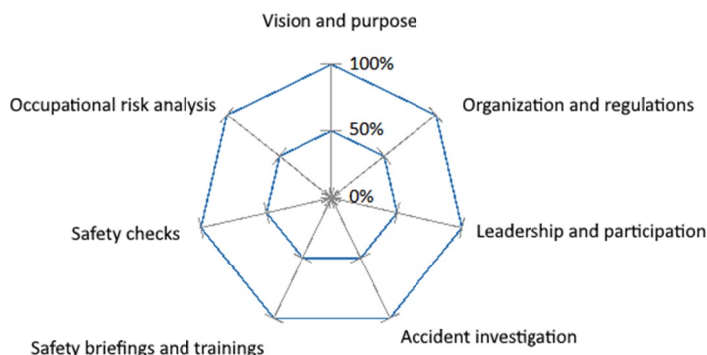 Vision and purpose
100%
Occupational risk analysis
Organization and regulations
50%
0%
Safety checks
Leadership and participation
Accident investigation
Safety briefings and trainings